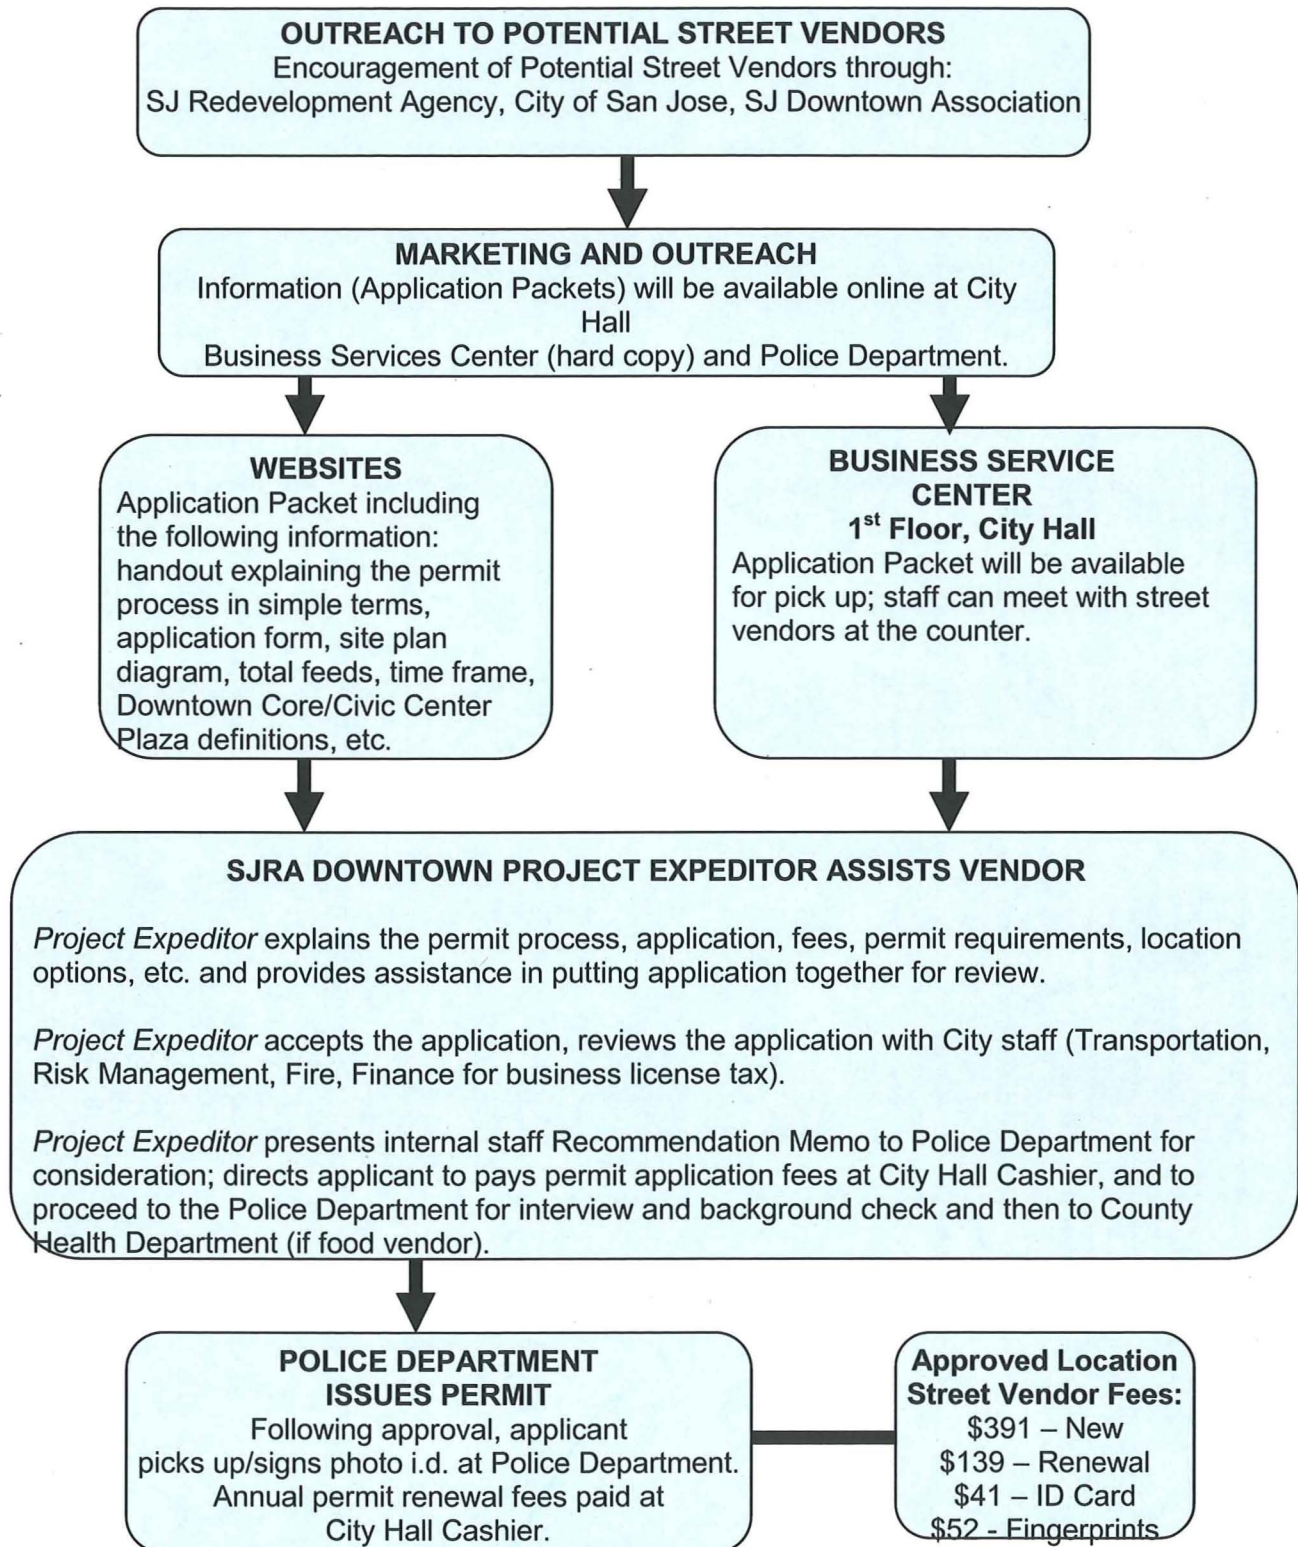 OUTREACH TO POTENTIAL STREET VENDORS
Encouragement of Potential Street Vendors through:
SJ Redevelopment Agency, City of San Jose, SJ Downtown Association
MARKETING AND OUTREACH
Information (Application Packets) will be available online at City
Hall
Business Services Center (hard copy) and Police Department.
WEBSITES
Application Packet including
the following information:
handout explaining the permit
process in simple terms,
application form, site plan
diagram, total feeds, time frame,
Downtown Core/Civic Center
Plaza definitions, etc.
BUSINESS SERVICE
CENTER
1st Floor, City Hall
Application Packet will be available
for pick up; staff can meet with street
vendors at the counter.
SJRA DOWNTOWN PROJECT EXPEDITOR ASSISTS VENDOR
Project Expeditor explains the permit process, application, fees, permit requirements, location
options, etc. and provides assistance in putting application together for review.
Project Expeditor accepts the application, reviews the application with City staff (Transportation,
Risk Management, Fire, Finance for business license tax).
Project Expeditor presents internal staff Recommendation Memo to Police Department for
consideration; directs applicant to pays permit application fees at City Hall Cashier, and to
proceed to the Police Department for interview and background check and then to County
Health Department (if food vendor).
POLICE DEPARTMENT
ISSUES PERMIT
Following approval, applicant
picks up/signs photo i.d. at Police Department.
Annual permit renewal fees paid at
City Hall Cashier.
Approved Location
Street Vendor Fees:
$391 – New
$139 – Renewal
$41 – ID Card
$52 - Fingerprints